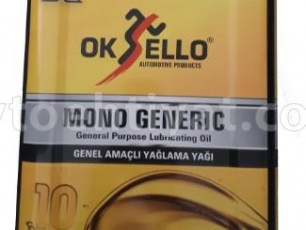 OKSELLO®
AUTOMOTIVE PRODUCTS
MONO GENERIC
General Purpose Lubricating Oil
GENEL AMAÇLI YAĞLAMA YAĞI
10